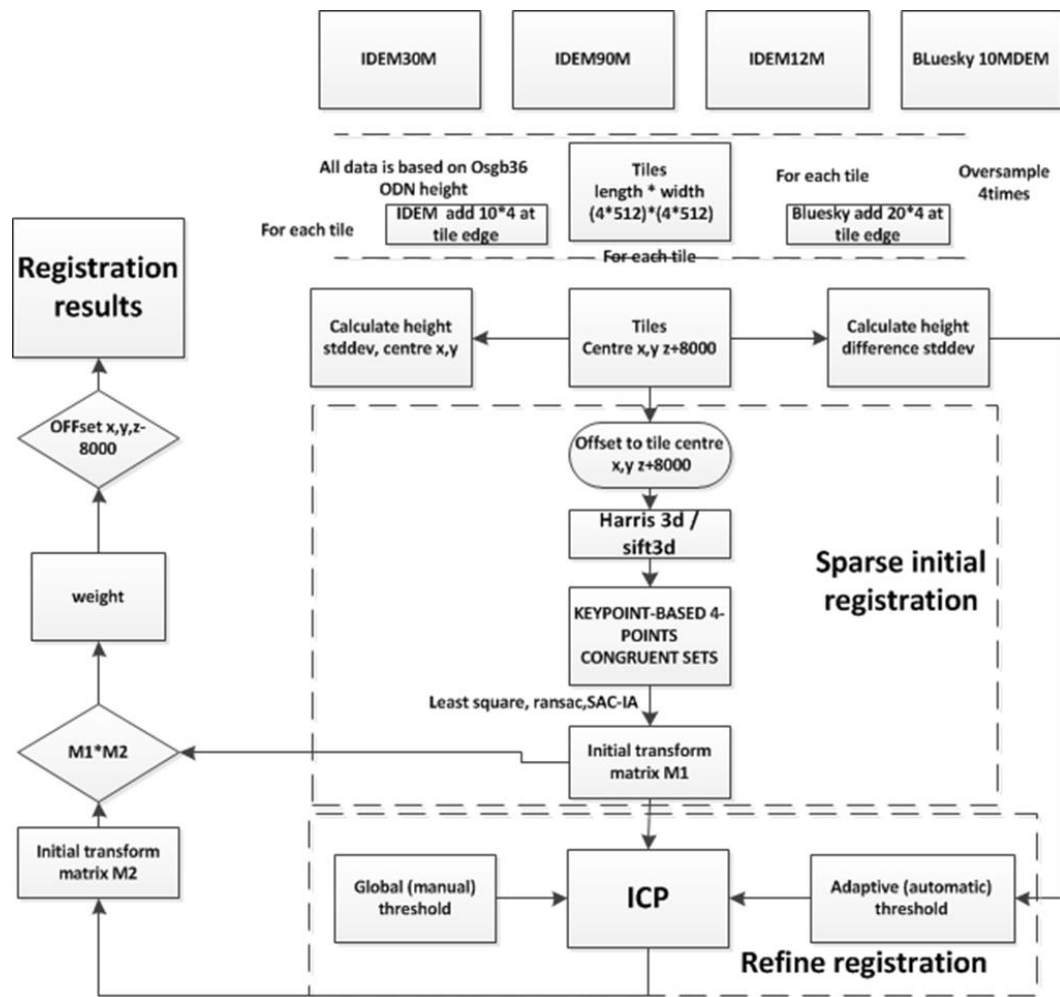 IDEM30M
IDEM90M
IDEM12M
BLuesky 10MDEM
All data is based on Osgb36
ODN height
For each tile
IDEM add 10*4 at
tile edge
Tiles
length * width
(4*512)*(4*512)
For each tile
For each tile
Bluesky add 20*4 at
tile edge
Oversample
4times
Registration
results
Calculate height
stddev, centre x,y
Tiles
Centre x,y z+8000
Calculate height
difference stddev
OFFset x,y,z-
8000
Offset to tile centre
x,y z+8000
Harris 3d /
sift3d
Sparse initial
registration
weight
KEYPOINT-BASED 4-
POINTS
CONGRUENT SETS
Least square, ransac,SAC-IA
M1*M2
Initial transform
matrix M1
Initial transform
matrix M2
Global (manual)
threshold
ICP
Adaptive (automatic)
threshold
Refine registration